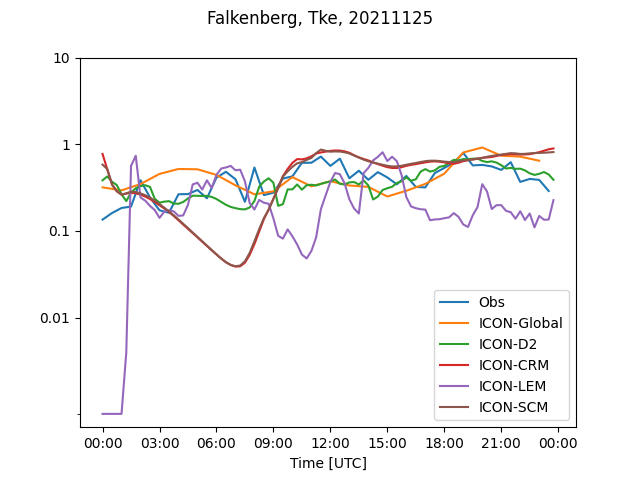 Falkenberg, Tke, 20211125
10
1
0.1
0.01
Obs
ICON-Global
ICON-D2
ICON-CRM
ICON-LEM
ICON-SCM
00:00 03:00 06:00 09:00 12:00 15:00 18:00 21:00 00:00
Time [UTC]